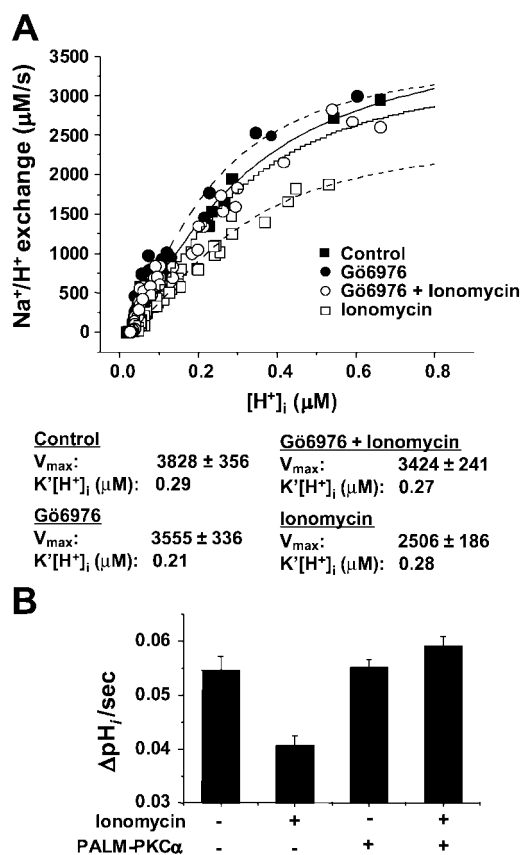 A
Na⁺/H⁺ exchange (μM/s)
3500
3000
2500
2000
1500
1000
500
0
Control
Gö6976
Gö6976 + Ionomycin
Ionomycin
0.0 0.2 0.4 0.6 0.8
[H⁺]ᵢ (μM)
Control
Vmax: 3828 ± 356
K'[H⁺]ᵢ (μM): 0.29
Gö6976 + Ionomycin
Vmax: 3424 ± 241
K'[H⁺]ᵢ (μM): 0.27
Gö6976
Vmax: 3555 ± 336
K'[H⁺]ᵢ (μM): 0.21
Ionomycin
Vmax: 2506 ± 186
K'[H⁺]ᵢ (μM): 0.28
B
ΔpHᵢ/sec
0.06
0.05
0.04
0.03
Ionomycin - + - +
PALM-PKCα - - + +